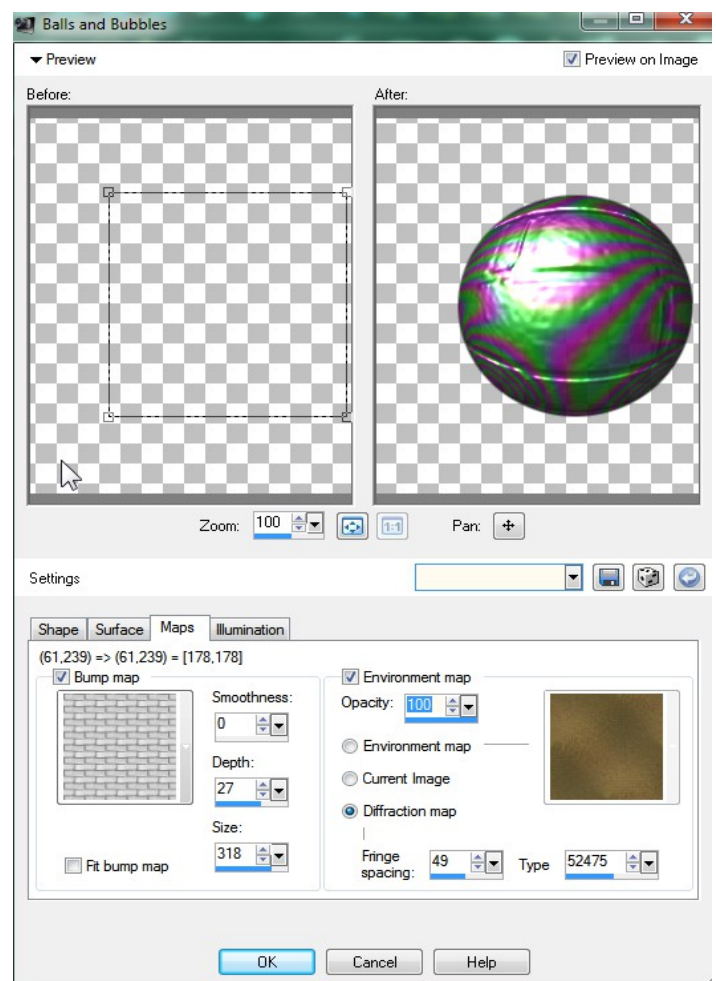 Balls and Bubbles
Preview
Preview on Image
Before:
After:
Zoom: 100
1:1
Pan:
Settings
Shape Surface Maps Illumination
(61,239) => (61,239) = [178,178]
Bump map
Smoothness:
0
Depth:
27
Size:
318
Fit bump map
Environment map
Opacity: 100
Environment map
Current Image
Diffraction map
Fringe
spacing: 49 Type 52475
OK Cancel Help